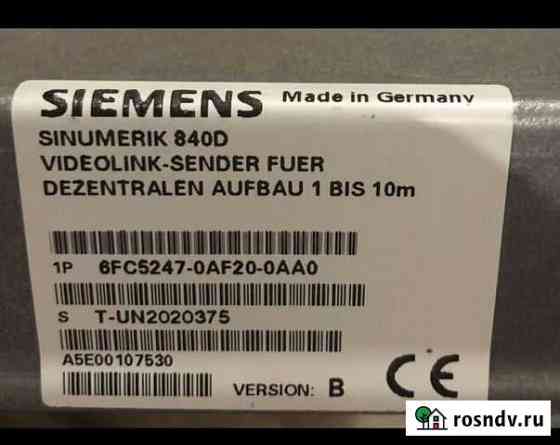 SIEMENS Made in Germany
SINUMERIK 840D
VIDEOLINK-SENDER FUER
DEZENTRALEN AUFBAU 1 BIS 10m
1P 6FC5247-0AF20-0AA0
S T-UN2020375
A5E00107530
VERSION: B CE
rosndv.ru